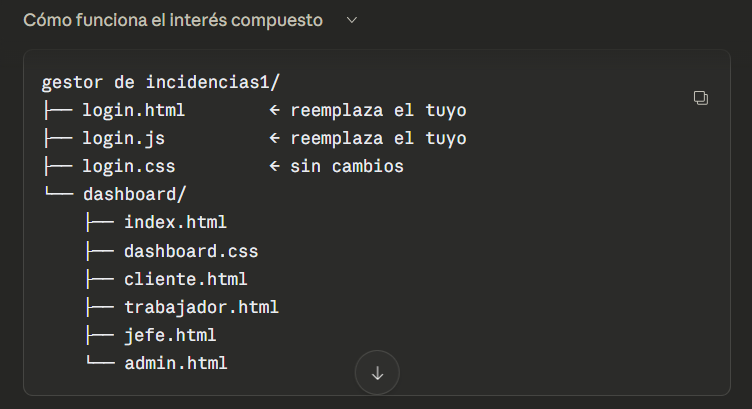 Cómo funciona el interés compuesto
gestor de incidencias1/
├── login.html        ← reemplaza el tuyo
├── login.js          ← reemplaza el tuyo
├── login.css         ← sin cambios
└── dashboard/
    ├── index.html
    ├── dashboard.css
    ├── cliente.html
    ├── trabajador.html
    ├── jefe.html
    └── admin.html